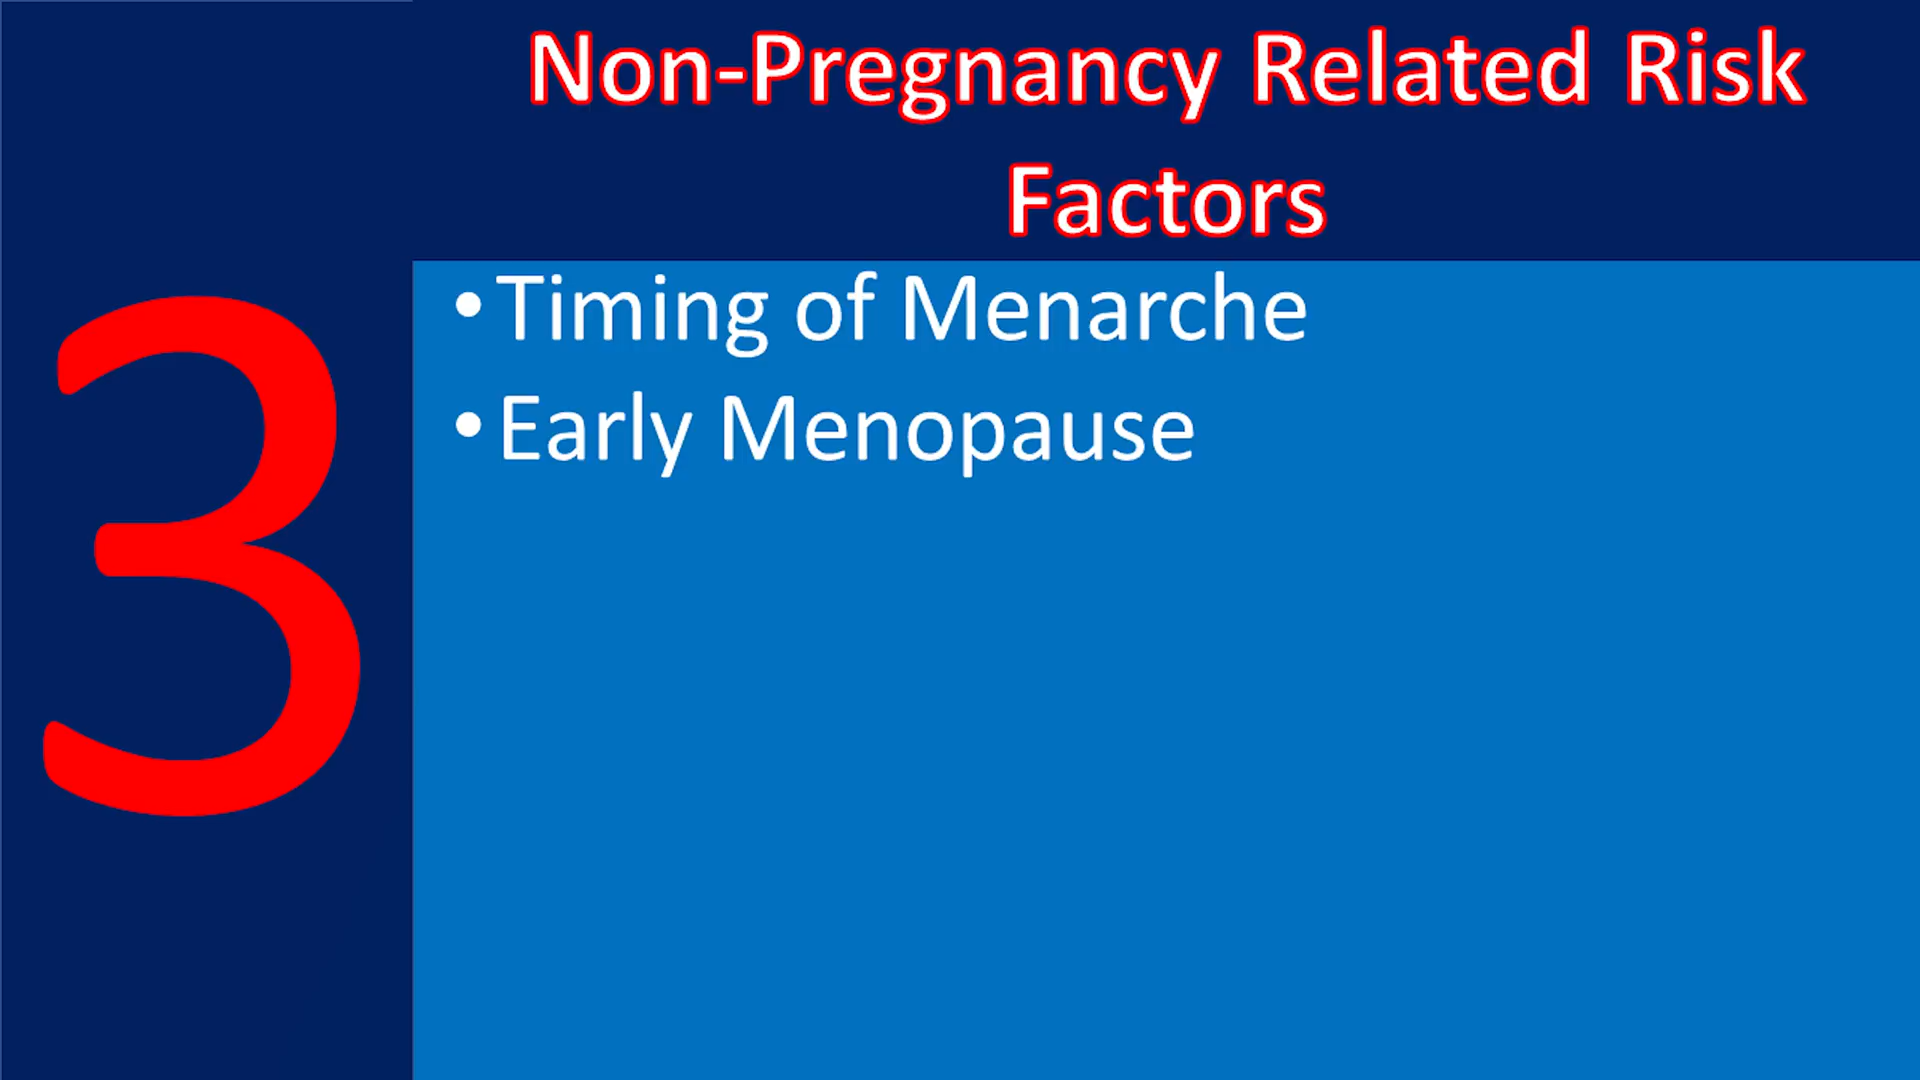 Non-Pregnancy Related Risk
Factors
3
•Timing of Menarche
•Early Menopause